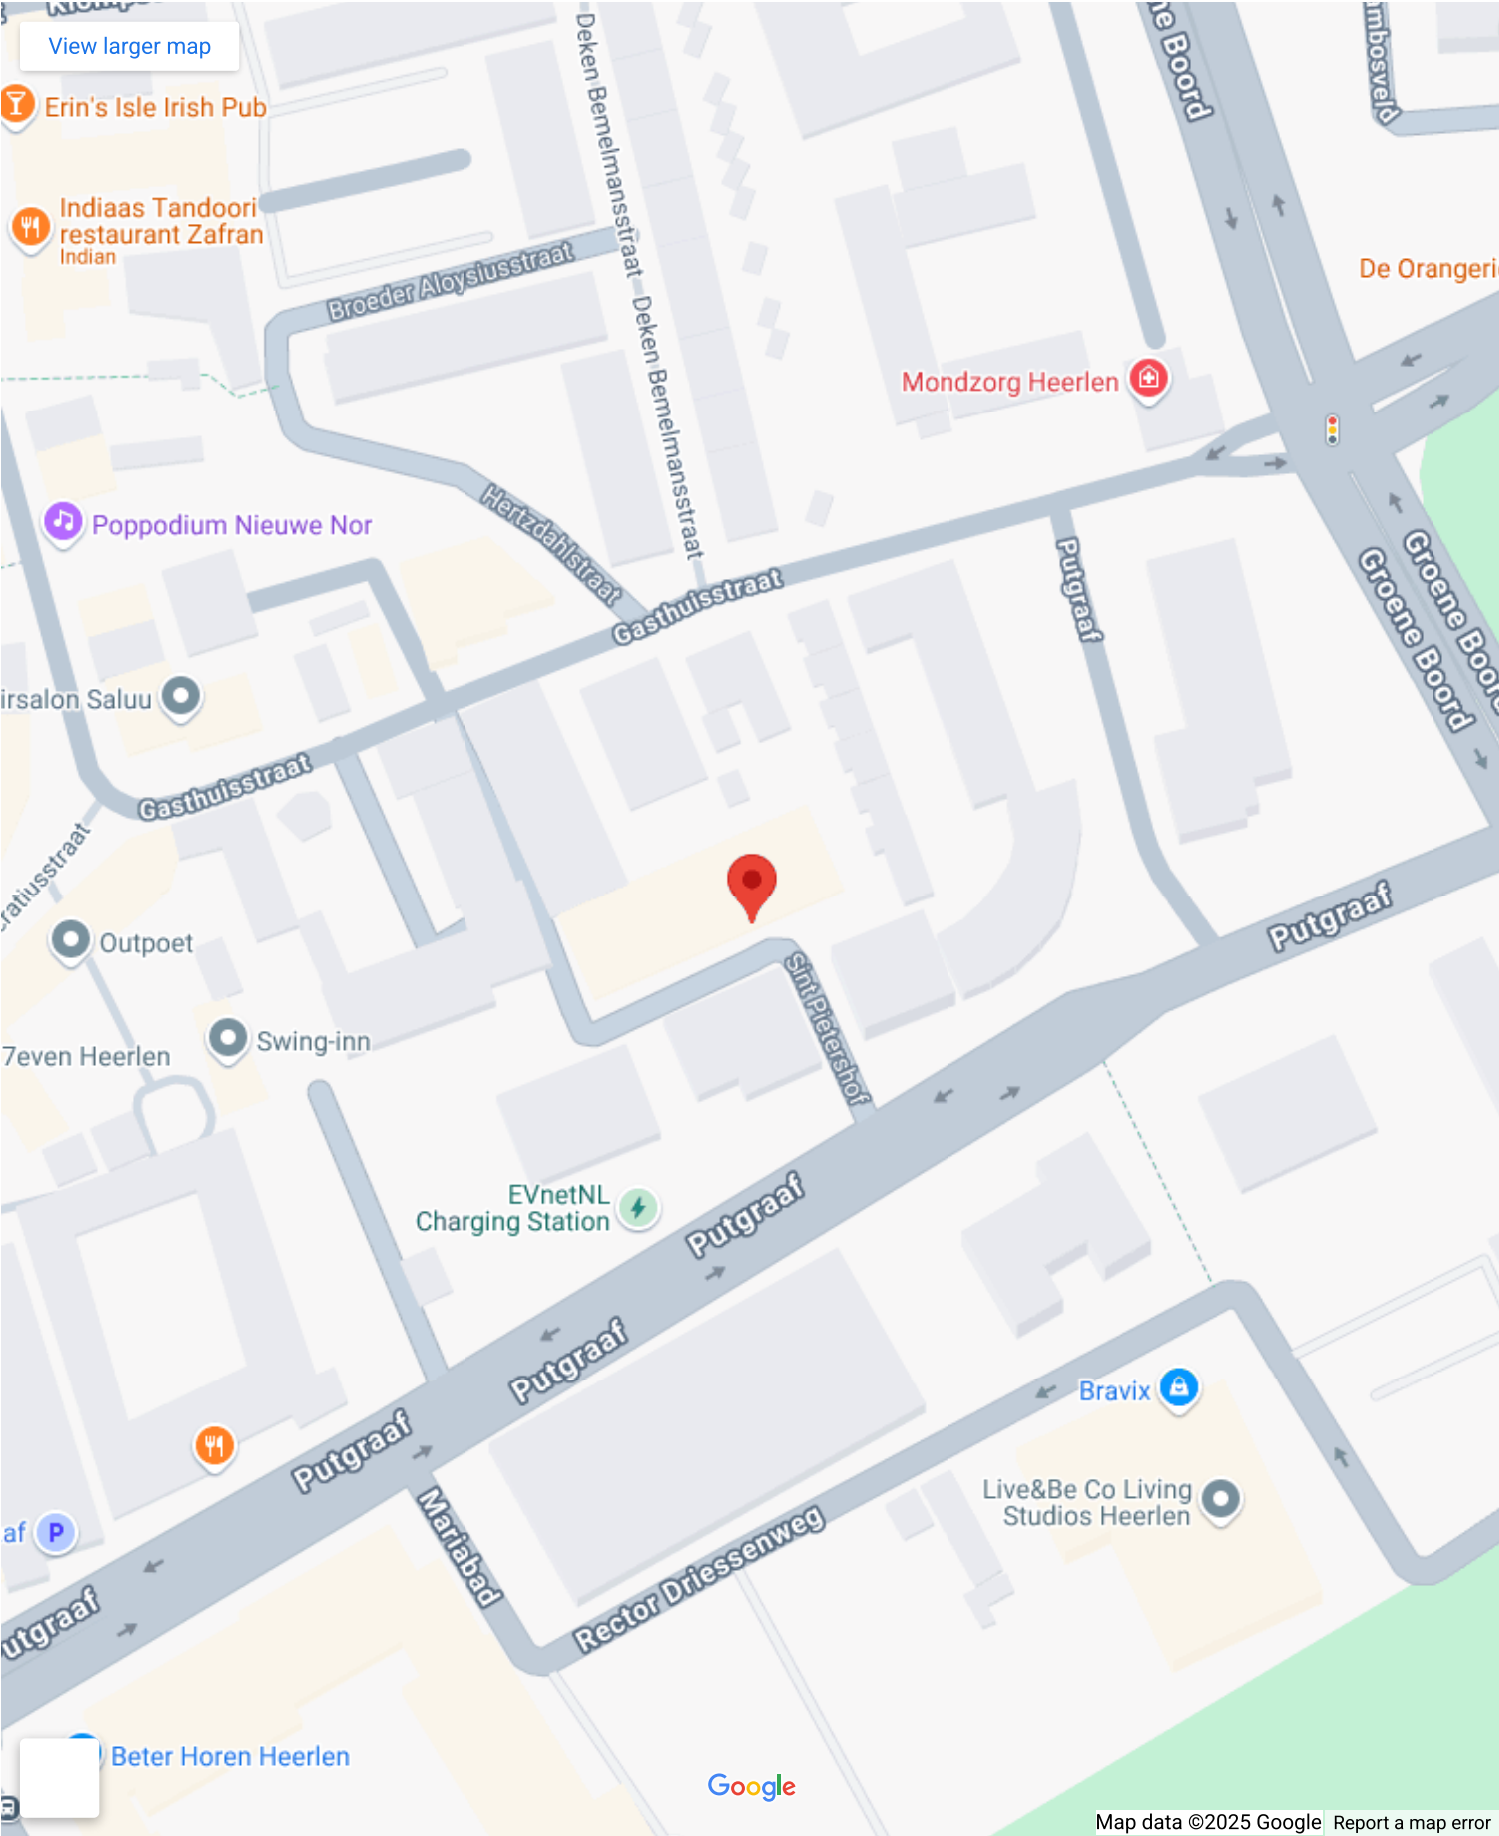 View larger map
Erin's Isle Irish Pub
Indiaas Tandoori
restaurant Zafran
Indian
Deken Bemelmansstraat
Deken Bemelmansstraat
Broeder Aloysiusstraat
ne Boord
mbosveld
De Orangeri
Mondzorg Heerlen
Poppodium Nieuwe Nor
Hertzdahlstraat
Gasthuisstraat
Putgraaf
Groene Boord
Groene Boord
irsalon Saluu
Gasthuisstraat
ratiusstraat
Outpoet
Putgraaf
Sint Pietershof
Swing-inn
7even Heerlen
EVnetNL
Charging Station
Putgraaf
Putgraaf
Putgraaf
Bravix
Live&Be Co Living
Studios Heerlen
Mariabad
Rector Driessenweg
af
P
utgraaf
Beter Horen Heerlen
Google
Map data ©2025 Google
Report a map error